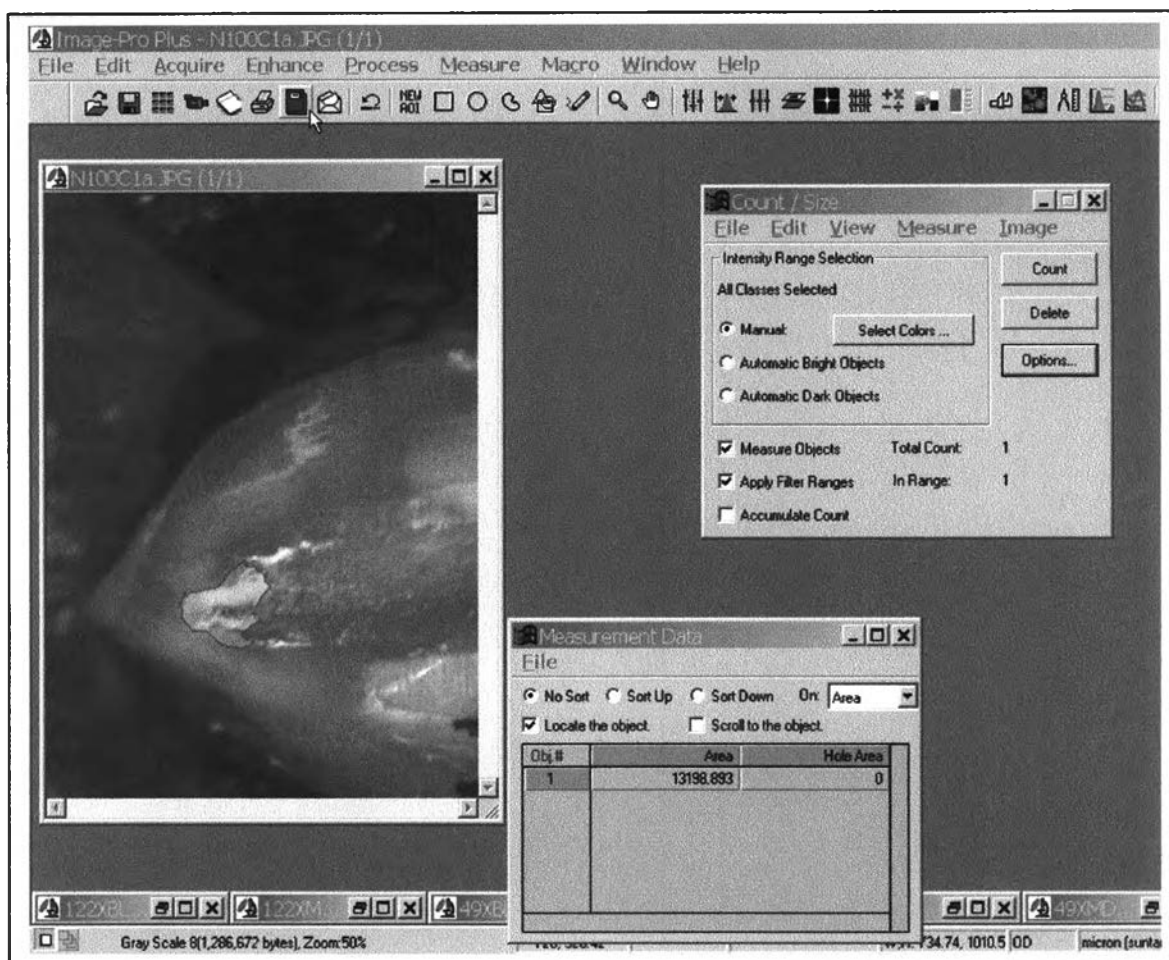 Image-Pro Plus - N100C1a.JPG (1/1)
File Edit Acquire Enhance Process Measure Macro Window Help
NEW AOI
N100C1a.JPG (1/1)
Count / Size
File Edit View Measure Image
Intensity Range Selection
Count
All Classes Selected
Delete
Manual: Select Colors ...
Options...
Automatic Bright Objects
Automatic Dark Objects
Measure Objects Total Count: 1
Apply Filter Ranges In Range: 1
Accumulate Count
Measurement Data
File
No Sort Sort Up Sort Down On: Area
Locate the object. Scroll to the object.
Obj.# Area Hole Area
1 13198.893 0
122XBL... 122XM... 49XB 49XMD...
Gray Scale 8(1,286,672 bytes), Zoom:50% 734.74, 1010.5 OD micron (sunta